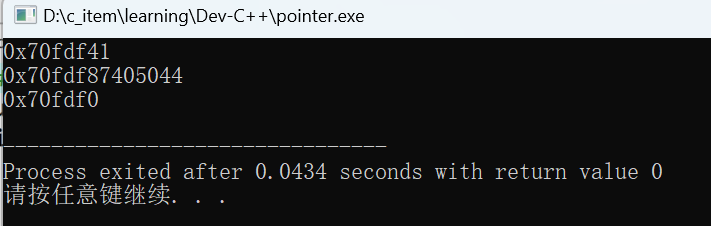 D:\c_item\learning\Dev-C++\pointer.exe
0x70fdf41
0x70fdf87405044
0x70fdf0
--------------------------------
Process exited after 0.0434 seconds with return value 0
请按任意键继续. . .